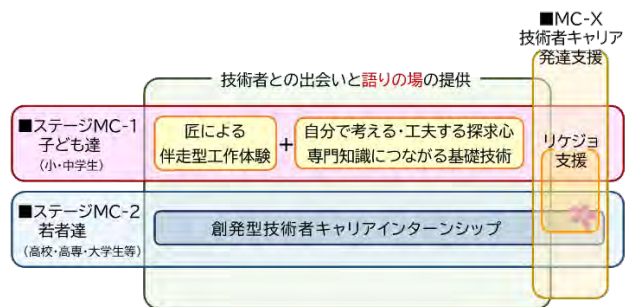 ■MC-X
技術者キャリア
発達支援
技術者との出会いと語りの場の提供
■ステージMC-1
子ども達
(小・中学生)
匠による
伴走型工作体験
+
自分で考える・工夫する探求心
専門知識につながる基礎技術
リケジョ
支援
■ステージMC-2
若者達
(高校・高専・大学生等)
創発型技術者キャリアインターンシップ